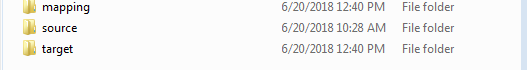 mapping 6/20/2018 12:40 PM File folder
source 6/20/2018 10:28 AM File folder
target 6/20/2018 12:40 PM File folder